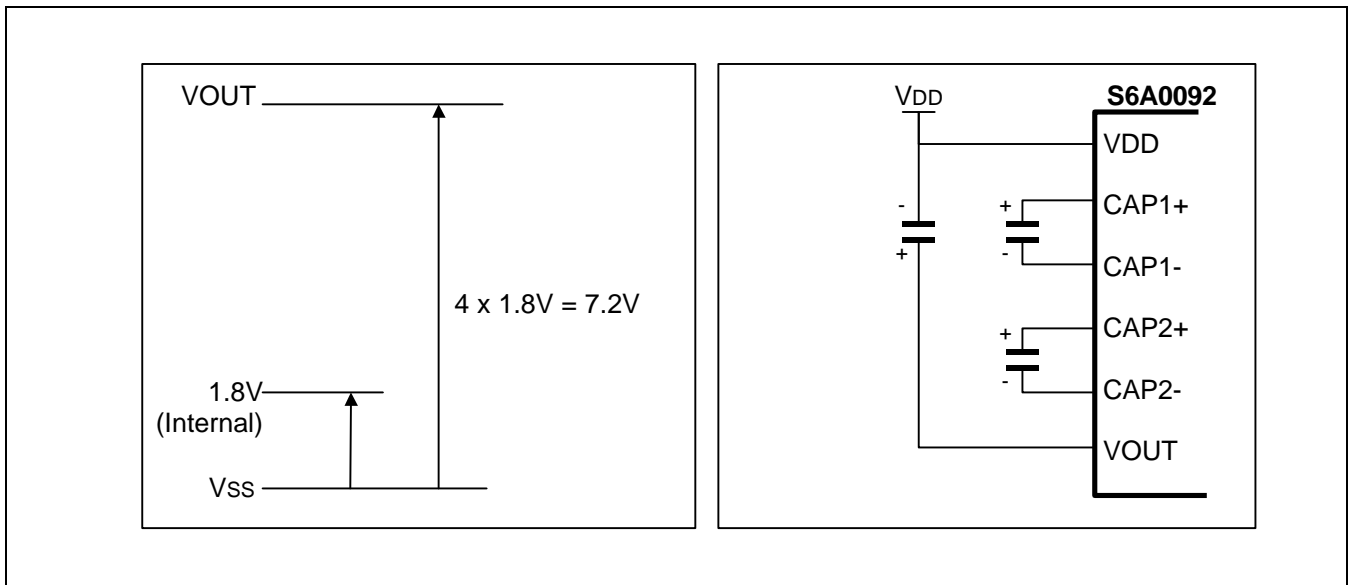 VOUT
4 x 1.8V = 7.2V
1.8V
(Internal)
VSS
VDD
S6A0092
VDD
-
+
CAP1+
+
-
CAP1-
+
-
CAP2+
CAP2-
VOUT